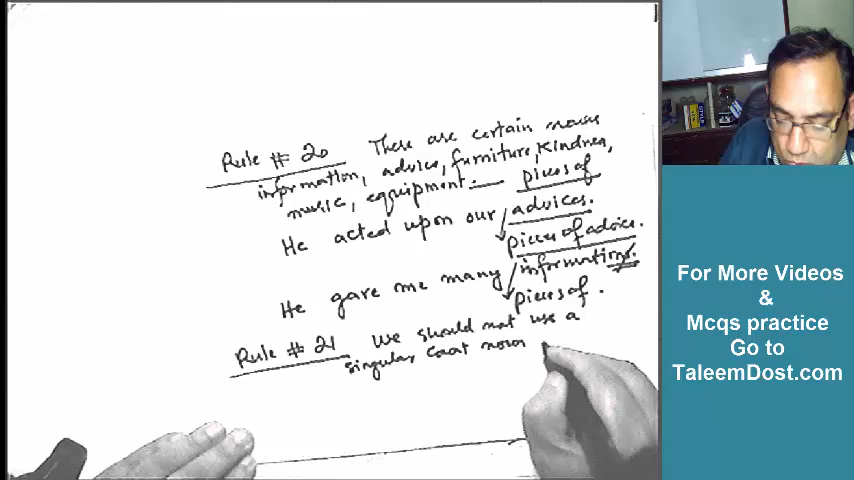 Rule # 20 There are certain nouns
information, advice, furniture, kindness,
music, equipment:— pieces of
He acted upon our advices.
pieces of advice.
He gave me many informations.
pieces of .
Rule # 21 We should not use a
singular coat noun
For More Videos
&
Mcqs practice
Go to
TaleemDost.com